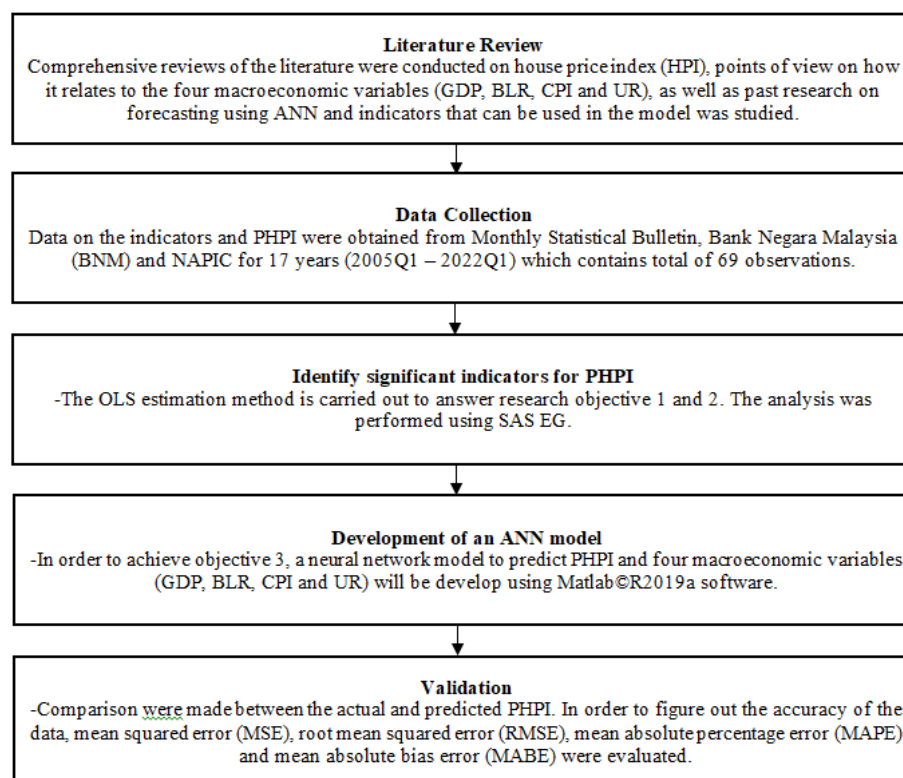 Literature Review
Comprehensive reviews of the literature were conducted on house price index (HPI), points of view on how
it relates to the four macroeconomic variables (GDP, BLR, CPI and UR), as well as past research on
forecasting using ANN and indicators that can be used in the model was studied.
Data Collection
Data on the indicators and PHPI were obtained from Monthly Statistical Bulletin, Bank Negara Malaysia
(BNM) and NAPIC for 17 years (2005Q1 – 2022Q1) which contains total of 69 observations.
Identify significant indicators for PHPI
-The OLS estimation method is carried out to answer research objective 1 and 2. The analysis was
performed using SAS EG.
Development of an ANN model
-In order to achieve objective 3, a neural network model to predict PHPI and four macroeconomic variables
(GDP, BLR, CPI and UR) will be develop using Matlab©R2019a software.
Validation
-Comparison were made between the actual and predicted PHPI. In order to figure out the accuracy of the
data, mean squared error (MSE), root mean squared error (RMSE), mean absolute percentage error (MAPE)
and mean absolute bias error (MABE) were evaluated.